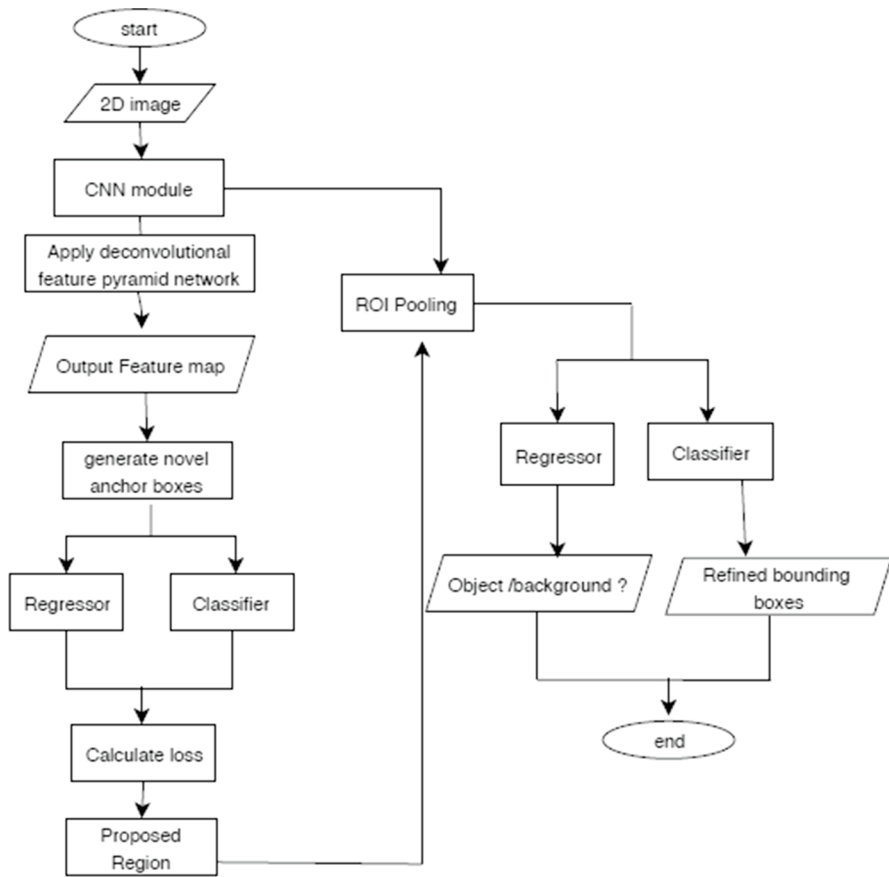 start
2D image
CNN module
Apply deconvolutional
feature pyramid network
Output Feature map
generate novel
anchor boxes
Regressor
Classifier
Calculate loss
Proposed
Region
ROI Pooling
Regressor
Classifier
Object /background ?
Refined bounding
boxes
end